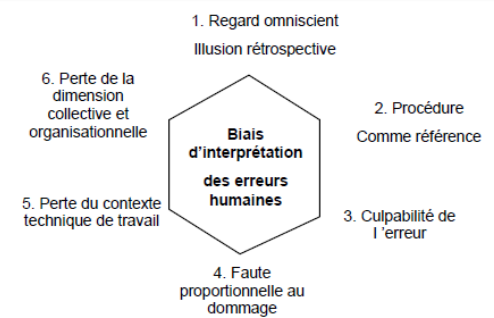 1. Regard omniscient
Illusion rétrospective
2. Procédure
Comme référence
3. Culpabilité de
l ’erreur
4. Faute
proportionnelle au
dommage
5. Perte du contexte
technique de travail
6. Perte de la
dimension
collective et
organisationnelle
Biais
d’interprétation
des erreurs
humaines